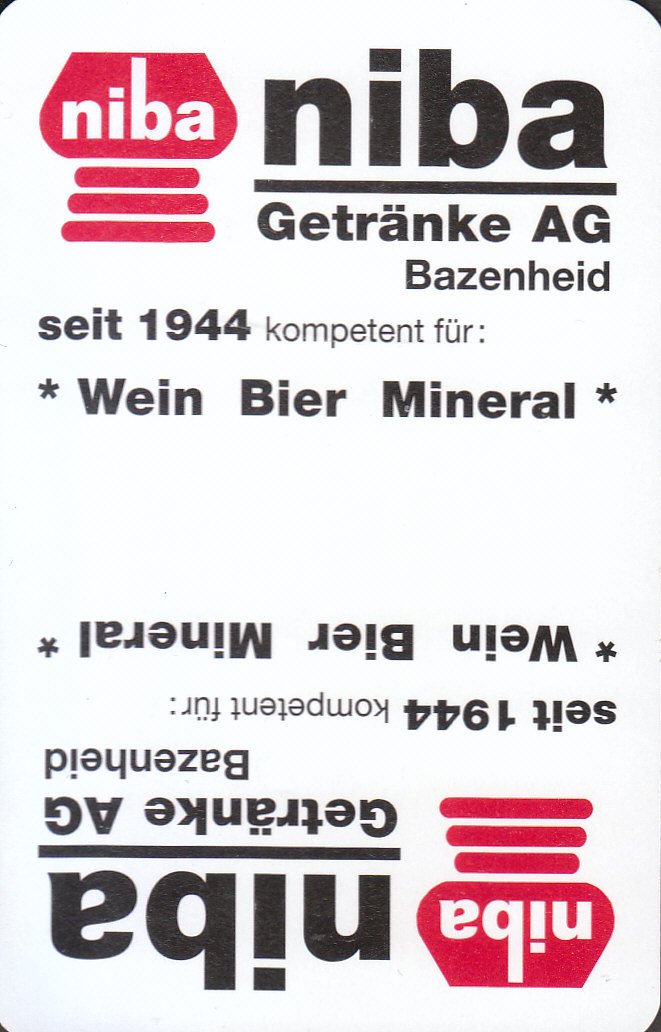 niba
niba
Getränke AG
Bazenheid
seit 1944 kompetent für:
* Wein Bier Mineral *
* Wein Bier Mineral *
seit 1944 kompetent für:
Bazenheid
Getränke AG
niba
niba